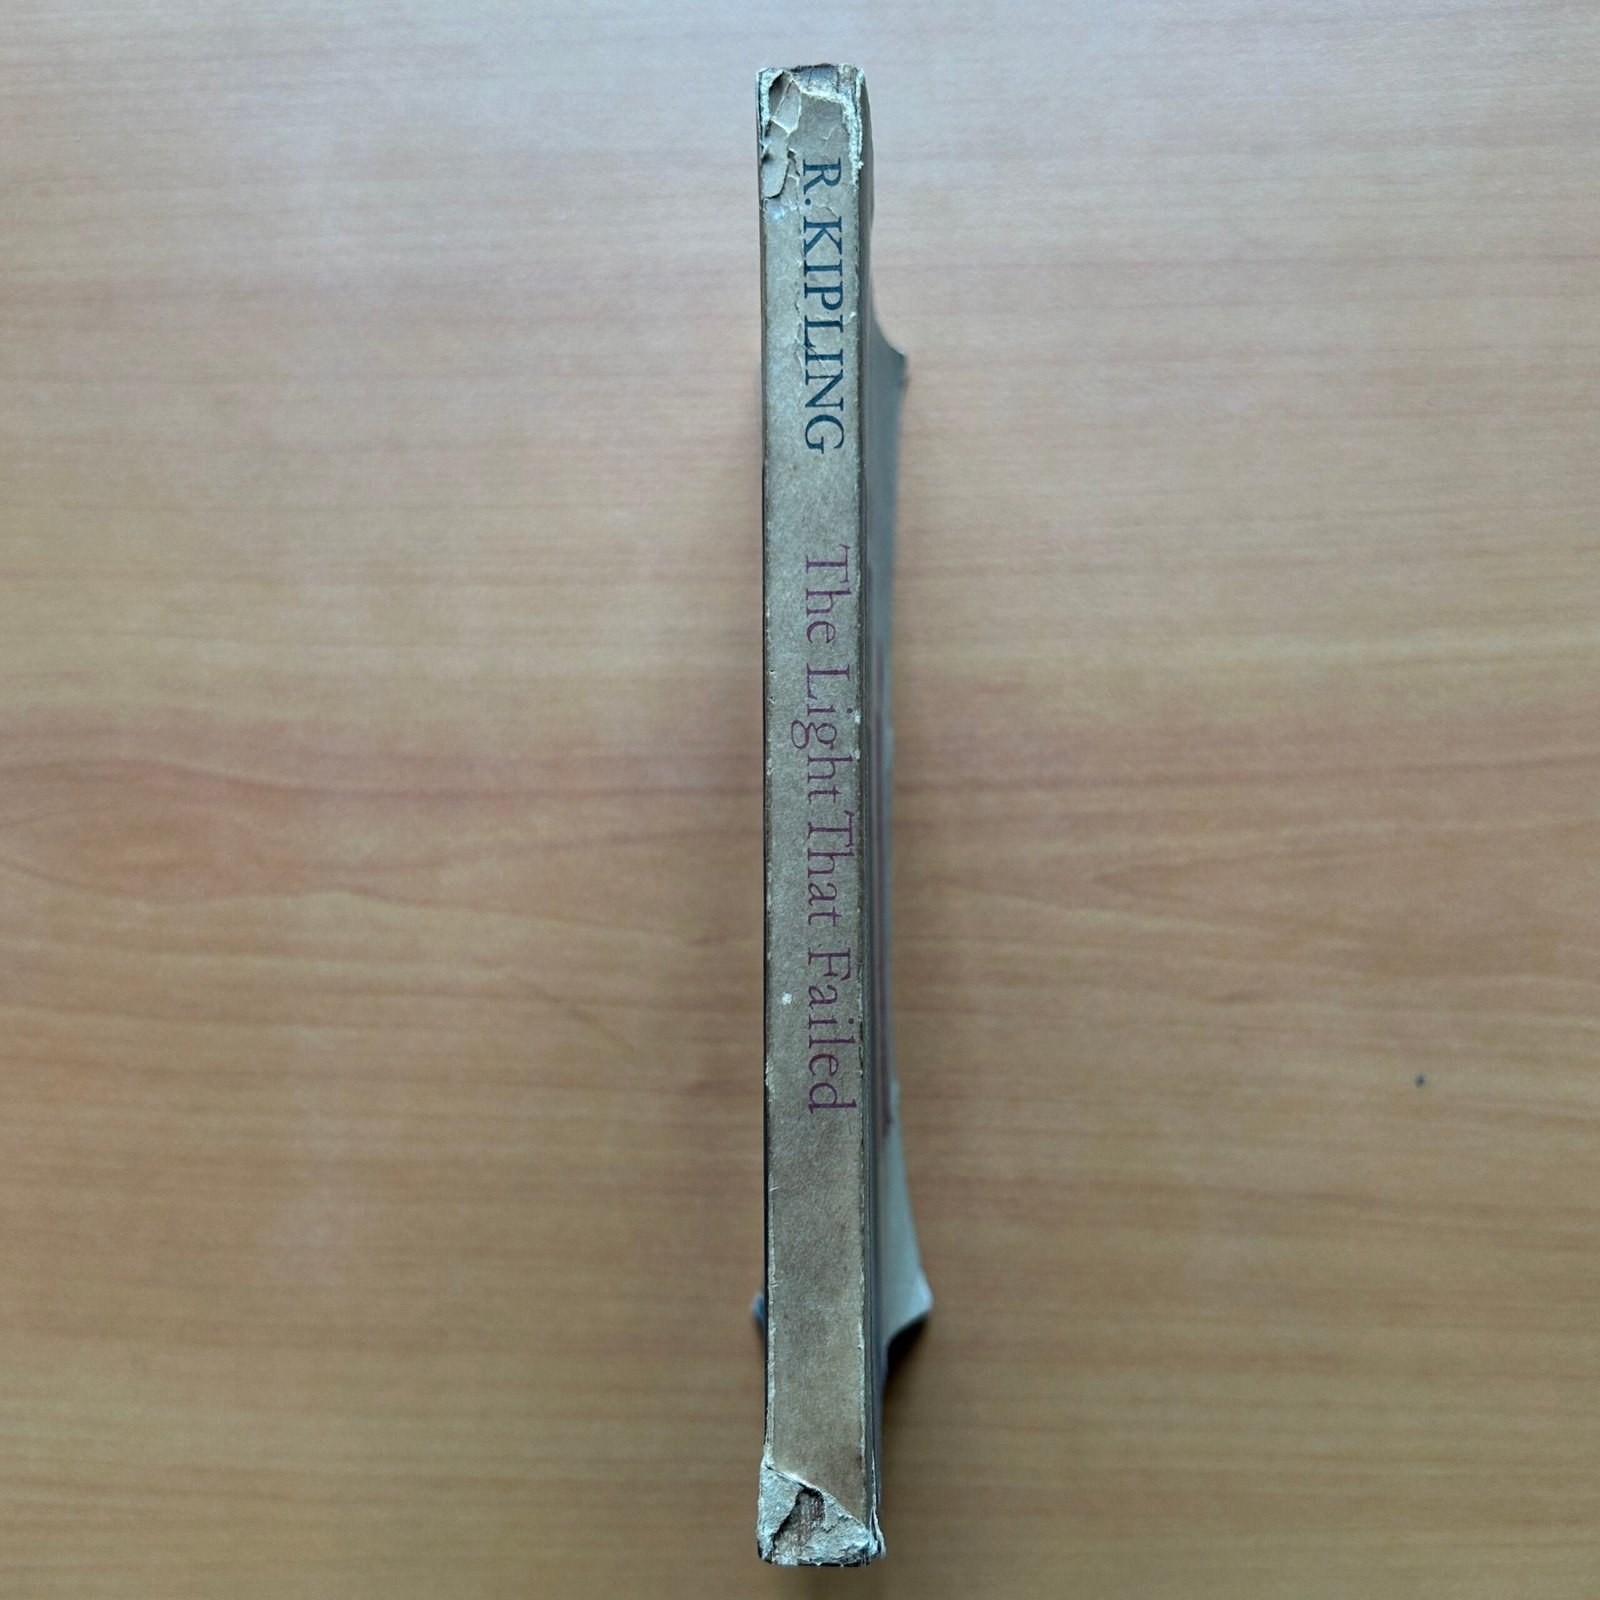 R. KIPLING
The Light That Failed